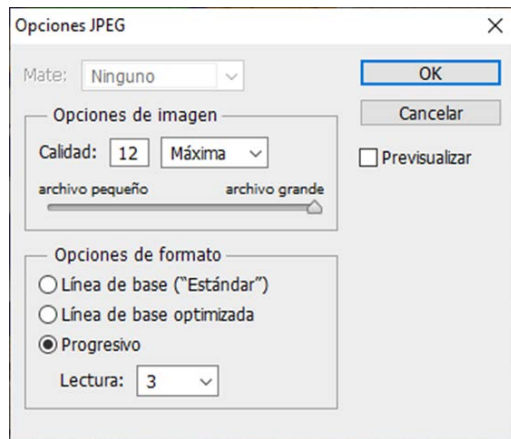 Opciones JPEG
Mate: Ninguno
OK
Opciones de imagen
Cancelar
Calidad: 12 Máxima
Previsualizar
archivo pequeño archivo grande
Opciones de formato
Línea de base ("Estándar")
Línea de base optimizada
Progresivo
Lectura: 3